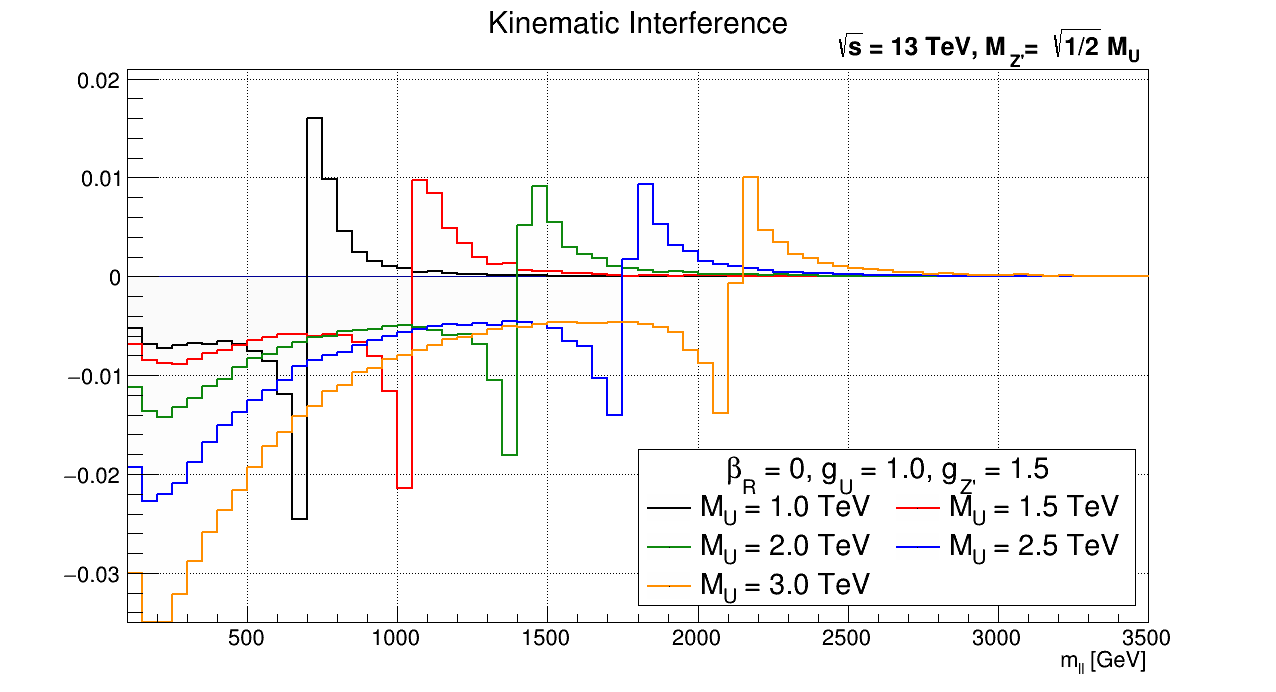 Kinematic Interference
√s = 13 TeV, M_Z' = √1/2 M_U
0.02
0.01
0
−0.01
−0.02
−0.03
β_R = 0, g_U = 1.0, g_Z' = 1.5
M_U = 1.0 TeV M_U = 1.5 TeV
M_U = 2.0 TeV M_U = 2.5 TeV
M_U = 3.0 TeV
500 1000 1500 2000 2500 3000 3500
m_ll [GeV]